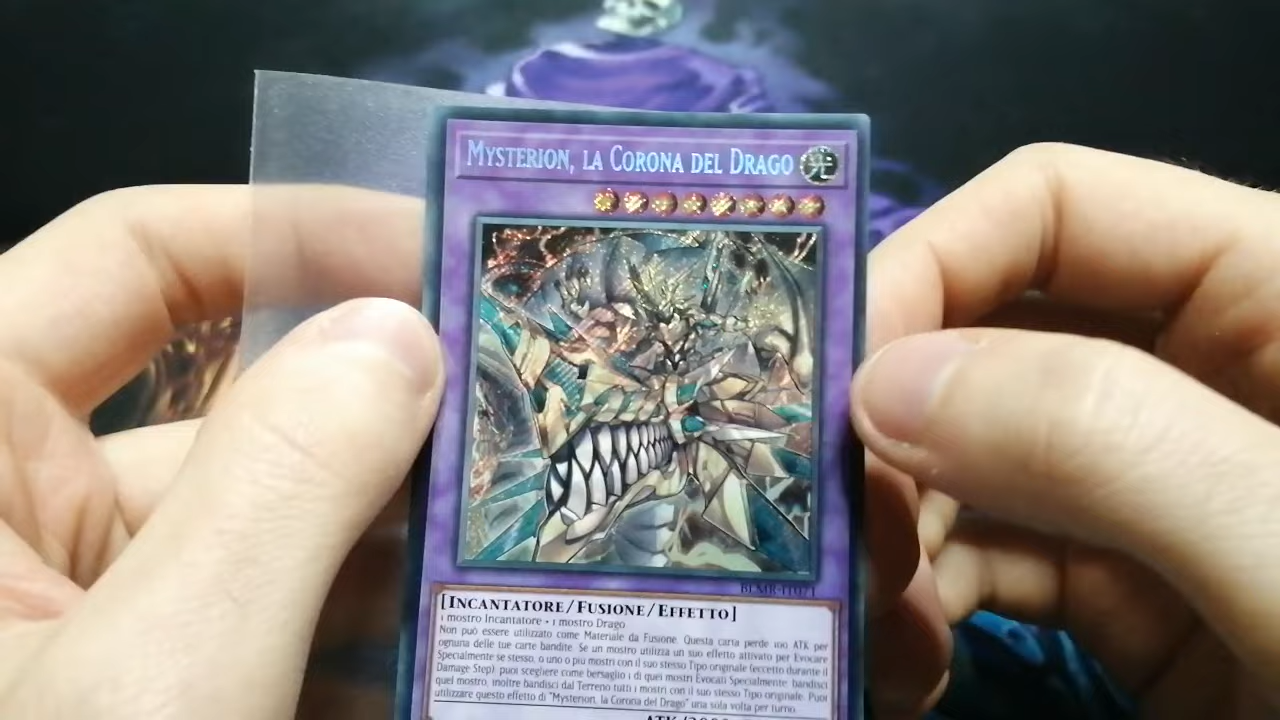 Mysterion, la Corona del Drago
光
BLMR-IT071
[Incantatore/Fusione/Effetto]
1 mostro Incantatore + 1 mostro Drago
Non può essere utilizzato come Materiale da Fusione. Questa carta perde 100 ATK per
ognuna delle tue carte bandite. Se un mostro utilizza un suo effetto attivato per Evocare
Specialmente se stesso, o uno o più mostri con il suo stesso Tipo originale (eccetto durante il
Damage Step): puoi scegliere come bersaglio 1 di quei mostri Evocati Specialmente; bandisci
quel mostro, inoltre bandisci dal Terreno tutti i mostri con il suo stesso Tipo originale. Puoi
utilizzare questo effetto di "Mysterion, la Corona del Drago" una sola volta per turno.
ATK